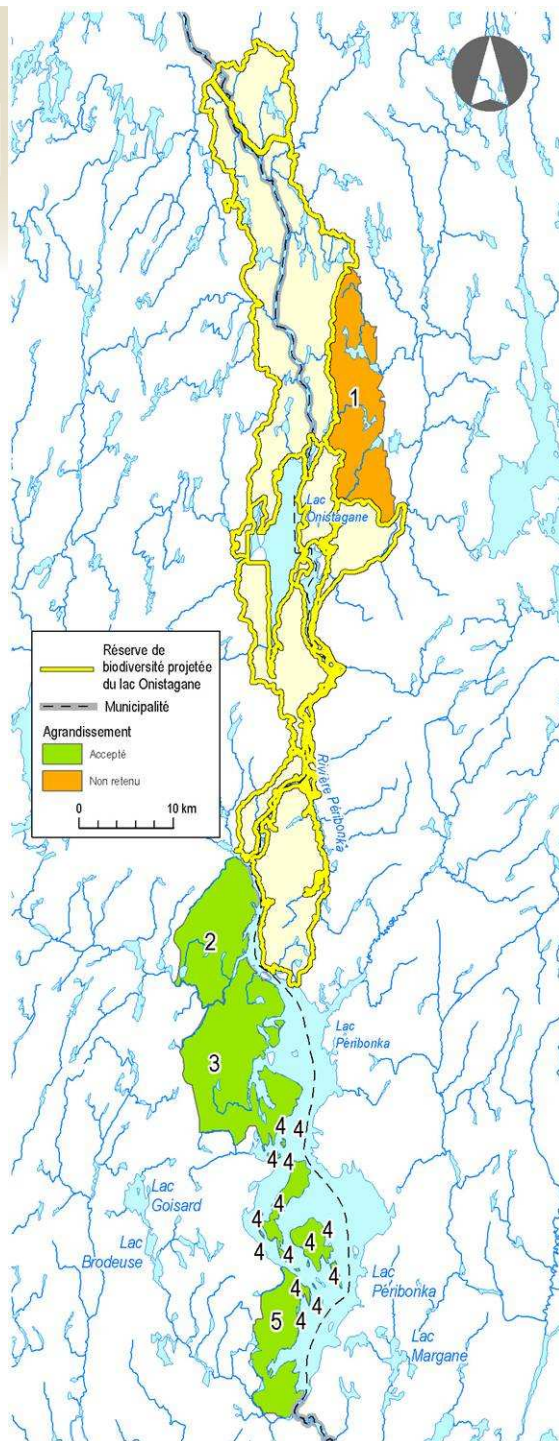 1
Lac
Onistagane
Réserve de
biodiversité projetée
du lac Onistagane
Municipalité
Agrandissement
Accepté
Non retenu
0 10 km
Rivière Péribonka
2
3
Lac
Péribonka
4 4
4 4
Lac
Goisard
4
4 4
4 4
Lac
Brodeuse
4
Lac
Péribonka
4
4
5 4
Lac
Margane